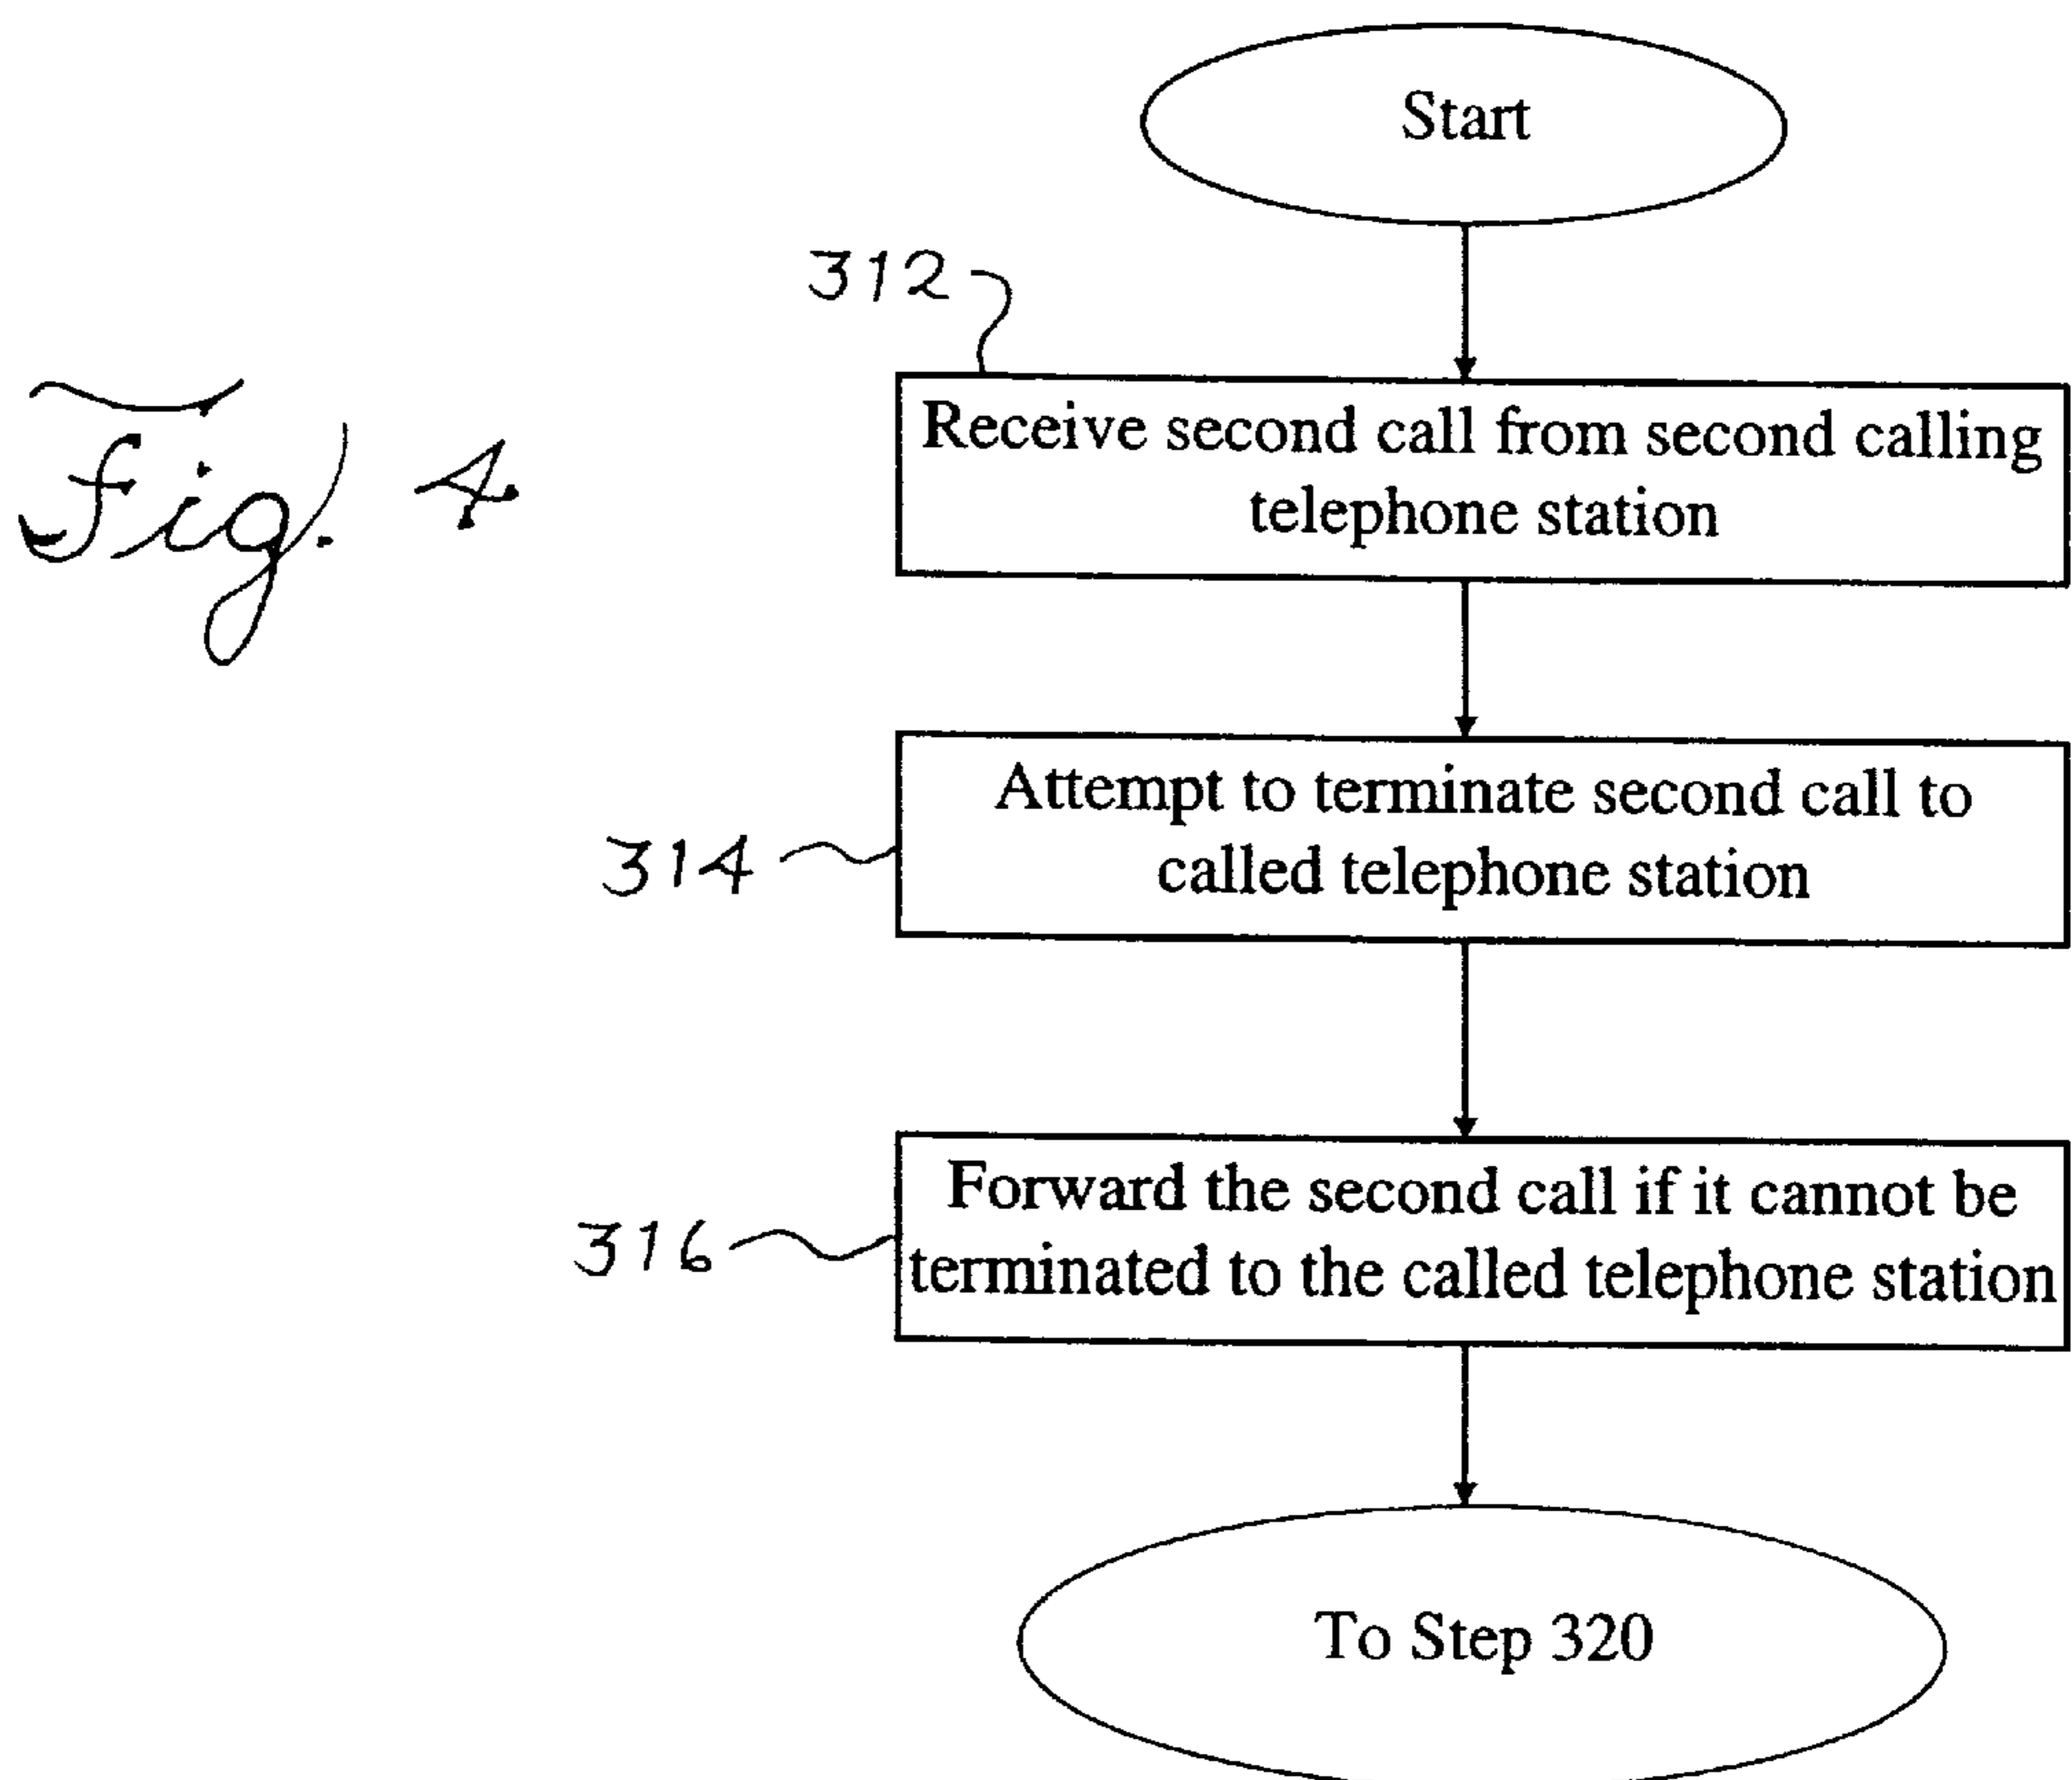 Start
312
Receive second call from second calling
telephone station
Fig. 4
Attempt to terminate second call to
called telephone station
314
Forward the second call if it cannot be
terminated to the called telephone station
316
To Step 320